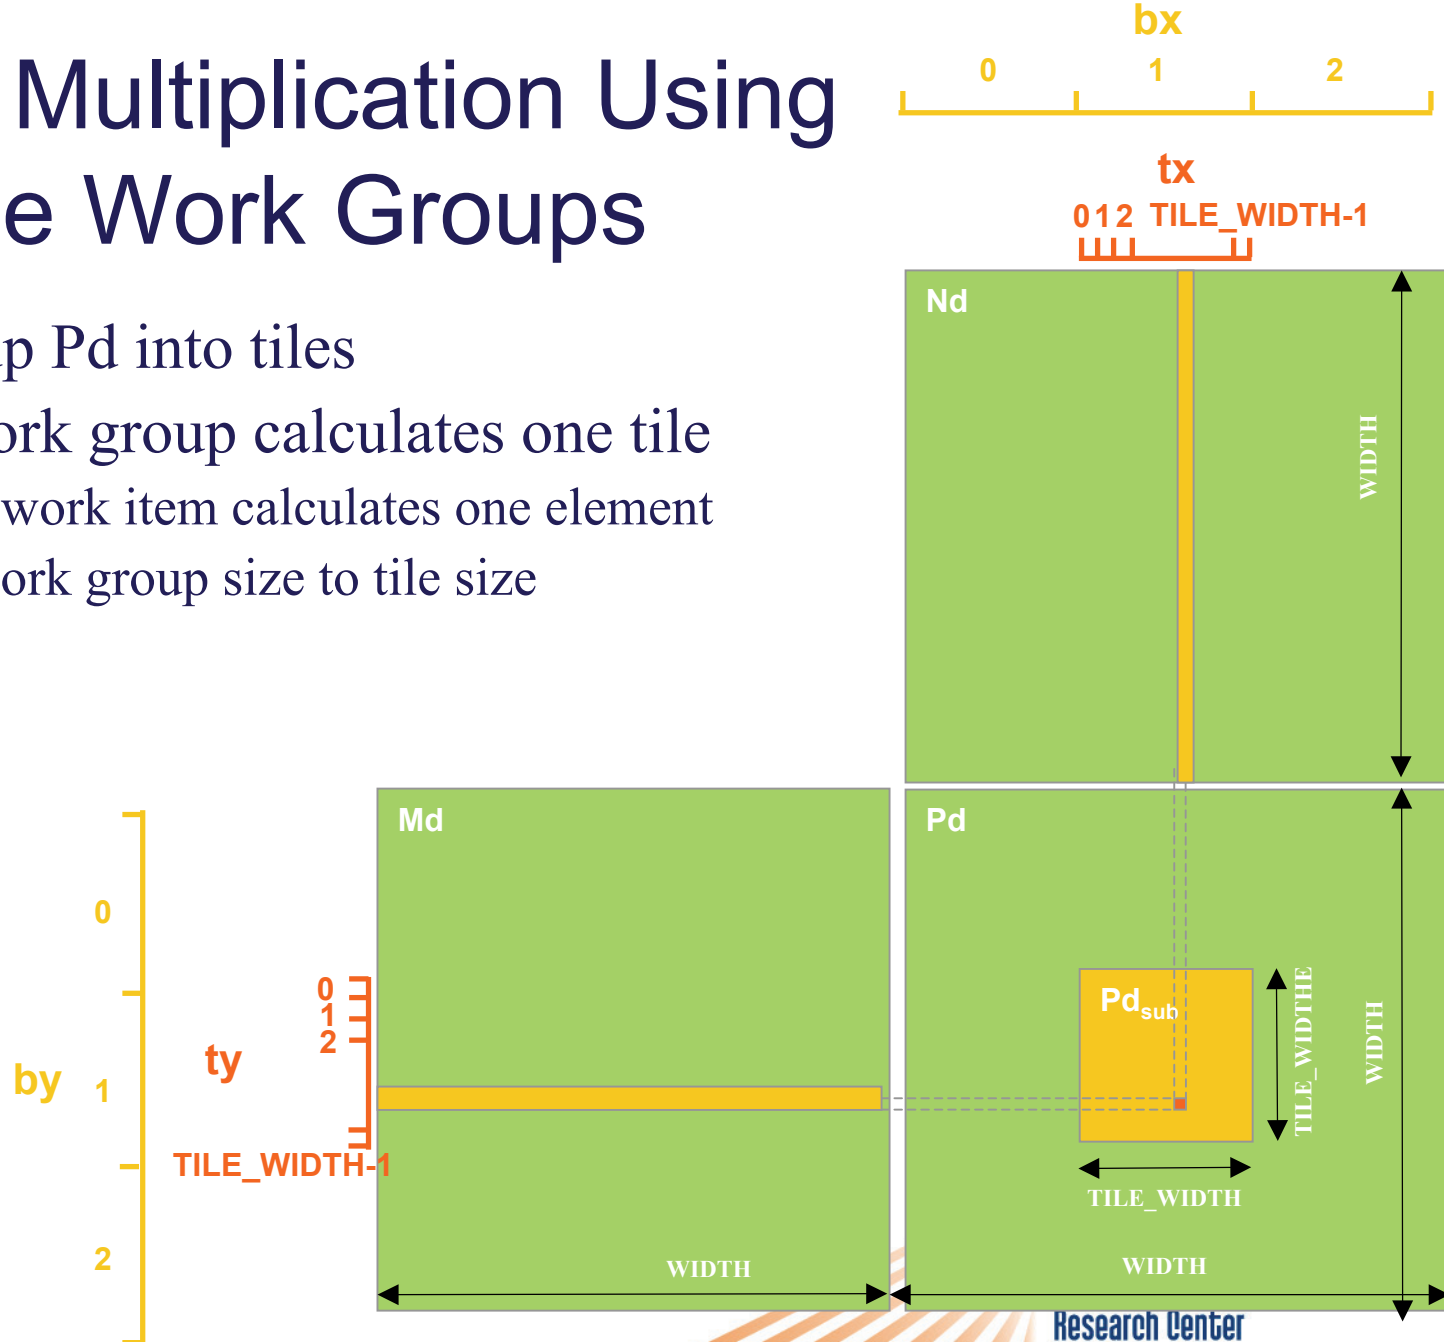 Multiplication Using
e Work Groups
p Pd into tiles
ork group calculates one tile
work item calculates one element
ork group size to tile size
bx
0 1 2
tx
0 1 2 TILE_WIDTH-1
Nd
WIDTH
Md
Pd
0
0
1
2
Pdsub
TILE_WIDTHE
WIDTH
by 1
ty
TILE_WIDTH-1
TILE_WIDTH
2
WIDTH
WIDTH
Research Center